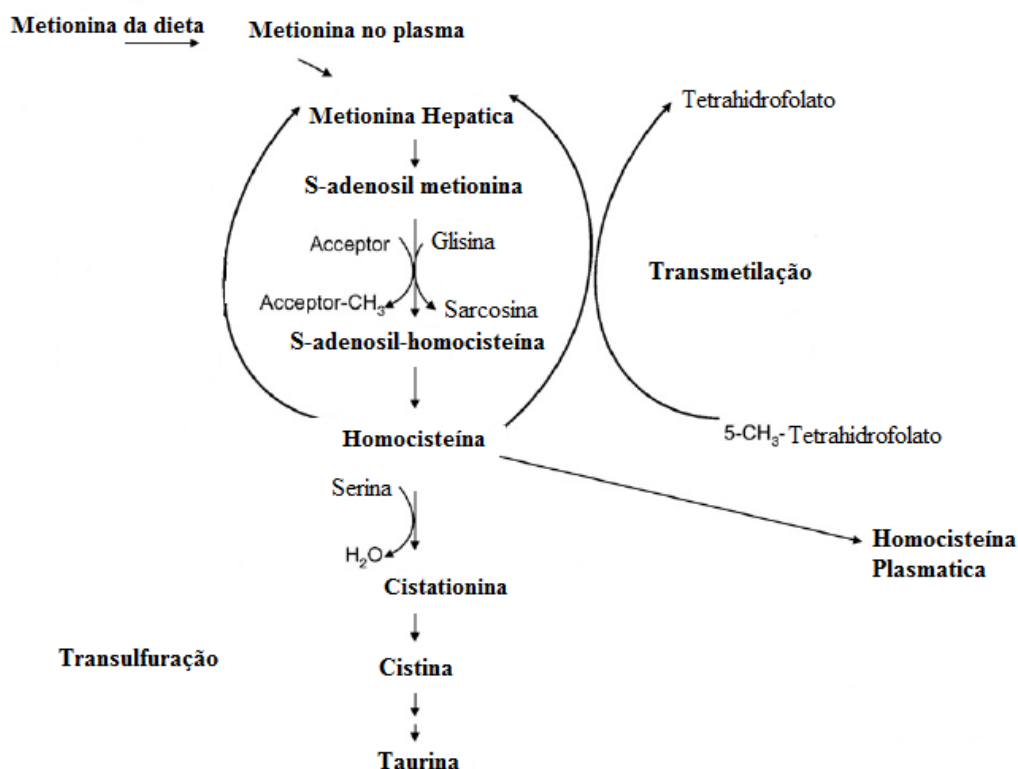 Metionina da dieta
Metionina no plasma
Tetrahidrofolato
Metionina Hepatica
S-adenosil metionina
Acceptor
Glisina
Transmetilação
Acceptor-CH₃
Sarcosina
S-adenosil-homocisteína
Homocisteína
5-CH₃-Tetrahidrofolato
Serina
H₂O
Homocisteína
Plasmatica
Cistationina
Transulfuração
Cistina
Taurina